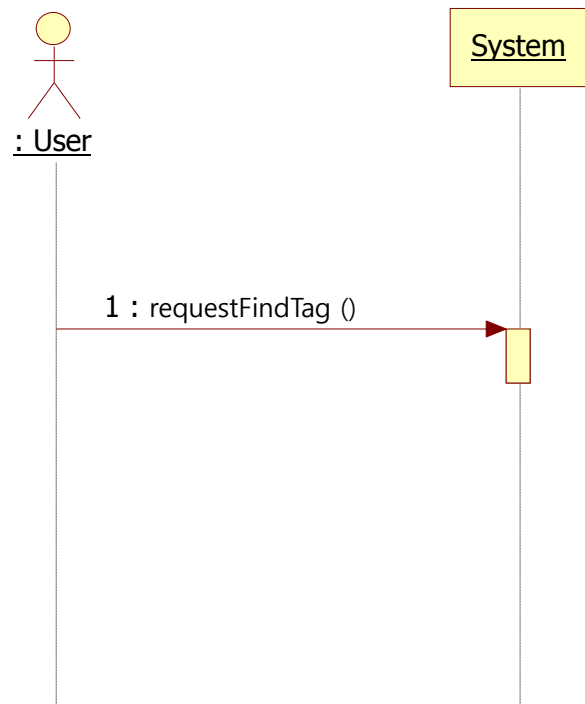 System
: User
1 : requestFindTag ()